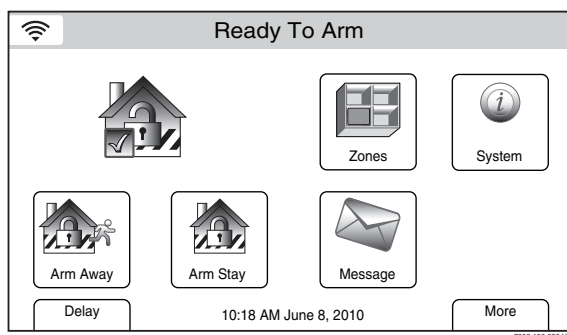 Ready To Arm
Zones
System
Arm Away
Arm Stay
Message
Delay
10:18 AM June 8, 2010
More